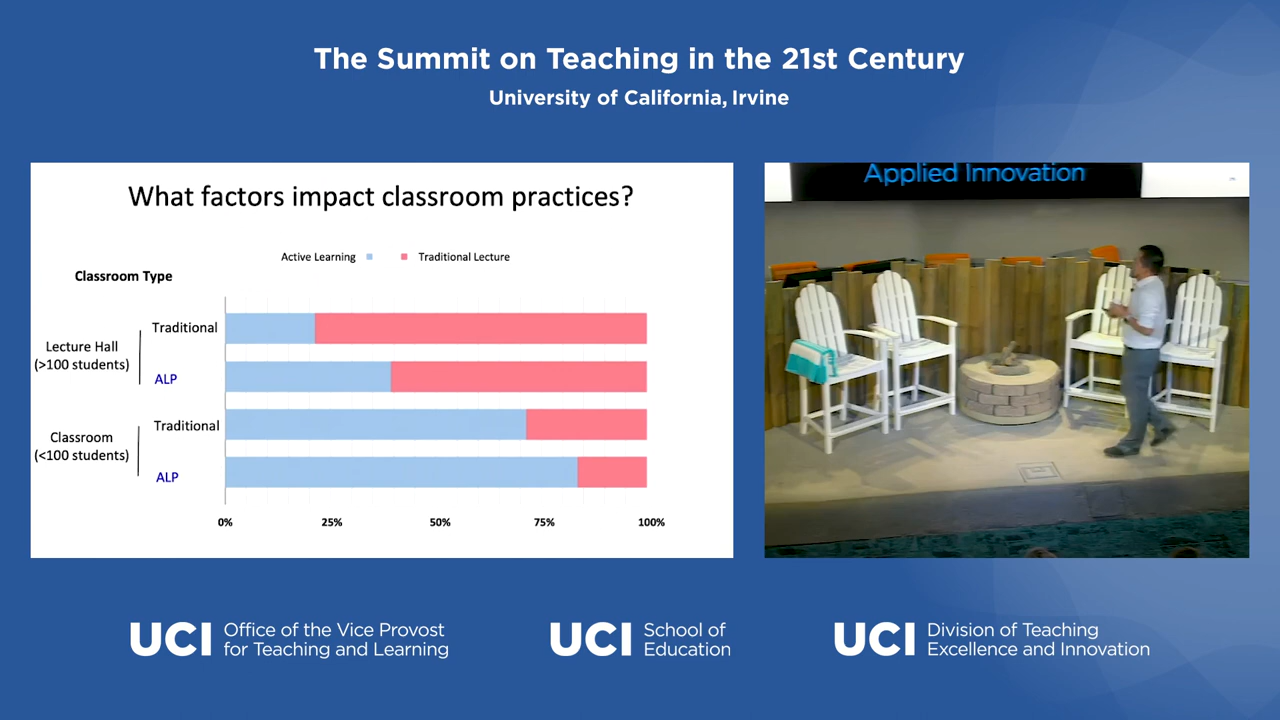 The Summit on Teaching in the 21st Century
University of California, Irvine
What factors impact classroom practices?
Active Learning
Traditional Lecture
Classroom Type
Traditional
Lecture Hall
(>100 students)
ALP
Traditional
Classroom
(<100 students)
ALP
0%
25%
50%
75%
100%
Applied Innovation
UCI Office of the Vice Provost
for Teaching and Learning
UCI School of
Education
UCI Division of Teaching
Excellence and Innovation